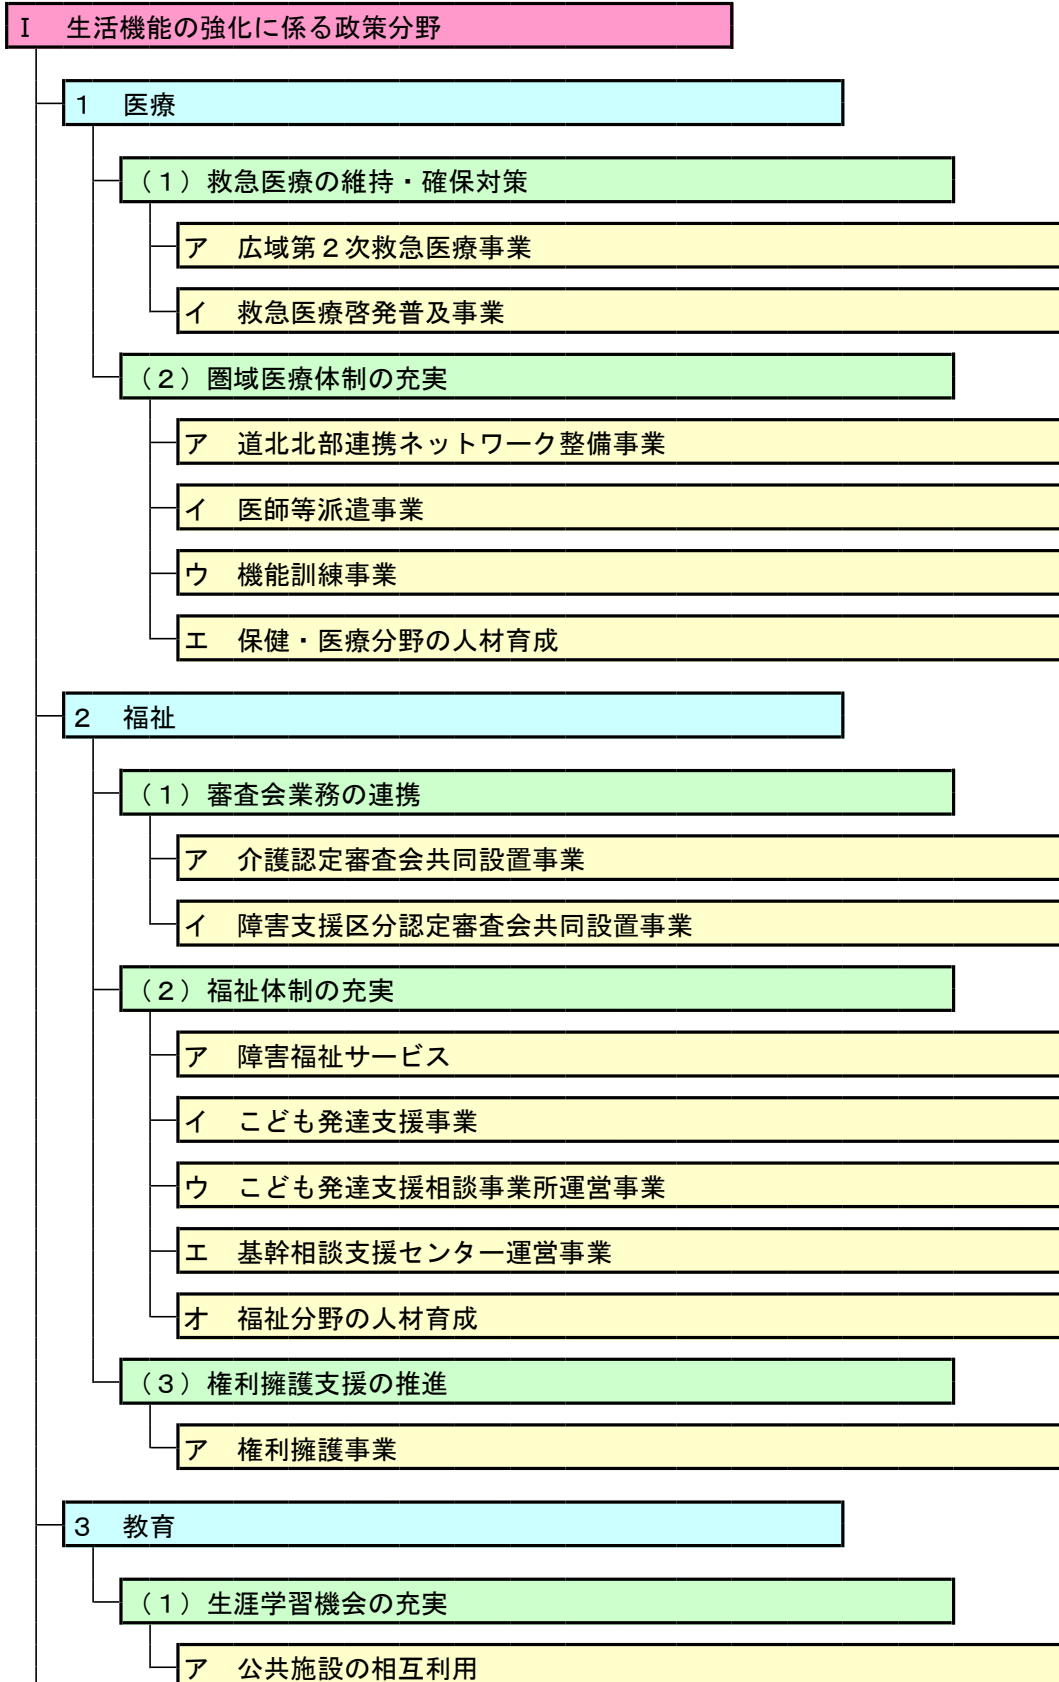 Ⅰ　生活機能の強化に係る政策分野
１　医療
（１）救急医療の維持・確保対策
ア　広域第２次救急医療事業
イ　救急医療啓発普及事業
（２）圏域医療体制の充実
ア　道北北部連携ネットワーク整備事業
イ　医師等派遣事業
ウ　機能訓練事業
エ　保健・医療分野の人材育成
２　福祉
（１）審査会業務の連携
ア　介護認定審査会共同設置事業
イ　障害支援区分認定審査会共同設置事業
（２）福祉体制の充実
ア　障害福祉サービス
イ　こども発達支援事業
ウ　こども発達支援相談事業所運営事業
エ　基幹相談支援センター運営事業
オ　福祉分野の人材育成
（３）権利擁護支援の推進
ア　権利擁護事業
３　教育
（１）生涯学習機会の充実
ア　公共施設の相互利用